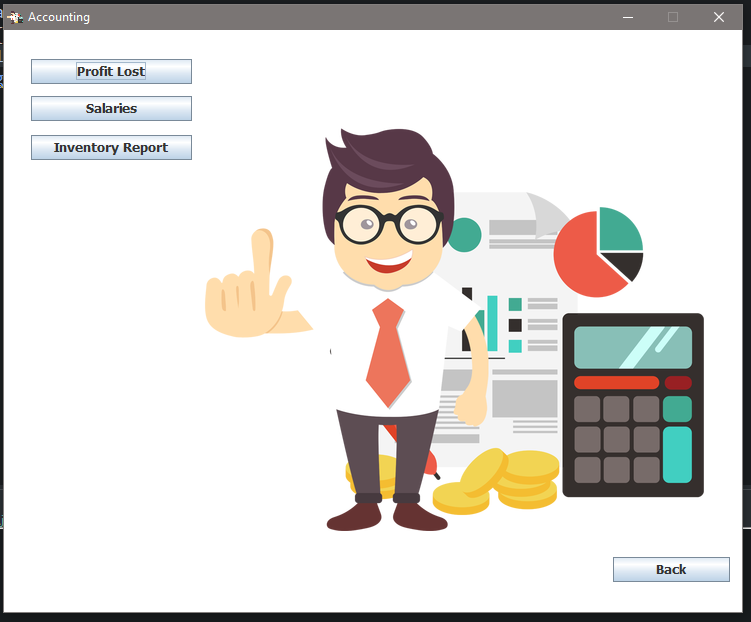 Accounting
Profit Lost
Salaries
Inventory Report
Back